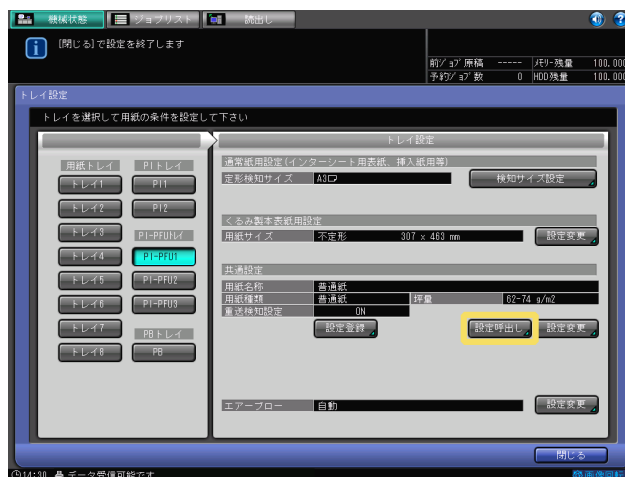 機械状態 ジョブリスト 読出し
[閉じる]で設定を終了します
前ジョブ原稿 ----- メモリー残量 100.000
予約ジョブ数 0 HDD残量 100.000
トレイ設定
トレイを選択して用紙の条件を設定して下さい
トレイ設定
用紙トレイ PIトレイ
トレイ1 PI1
トレイ2 PI2
トレイ3 PI-PFUトレイ
トレイ4 PI-PFU1
トレイ5 PI-PFU2
トレイ6 PI-PFU3
トレイ7 PBトレイ
トレイ8 PB
通常紙用設定(インターシート用表紙、挿入紙用等)
定形検知サイズ A3 検知サイズ設定
くるみ製本表紙用設定
用紙サイズ 不定形 307 x 463 mm 設定変更
共通設定
用紙名称 普通紙
用紙種類 普通紙 坪量 62-74 g/m2
重送検知設定 ON
設定登録 設定呼出し 設定変更
エアーブロー 自動 設定変更
閉じる
14:30 データ受信可能です 画像回転